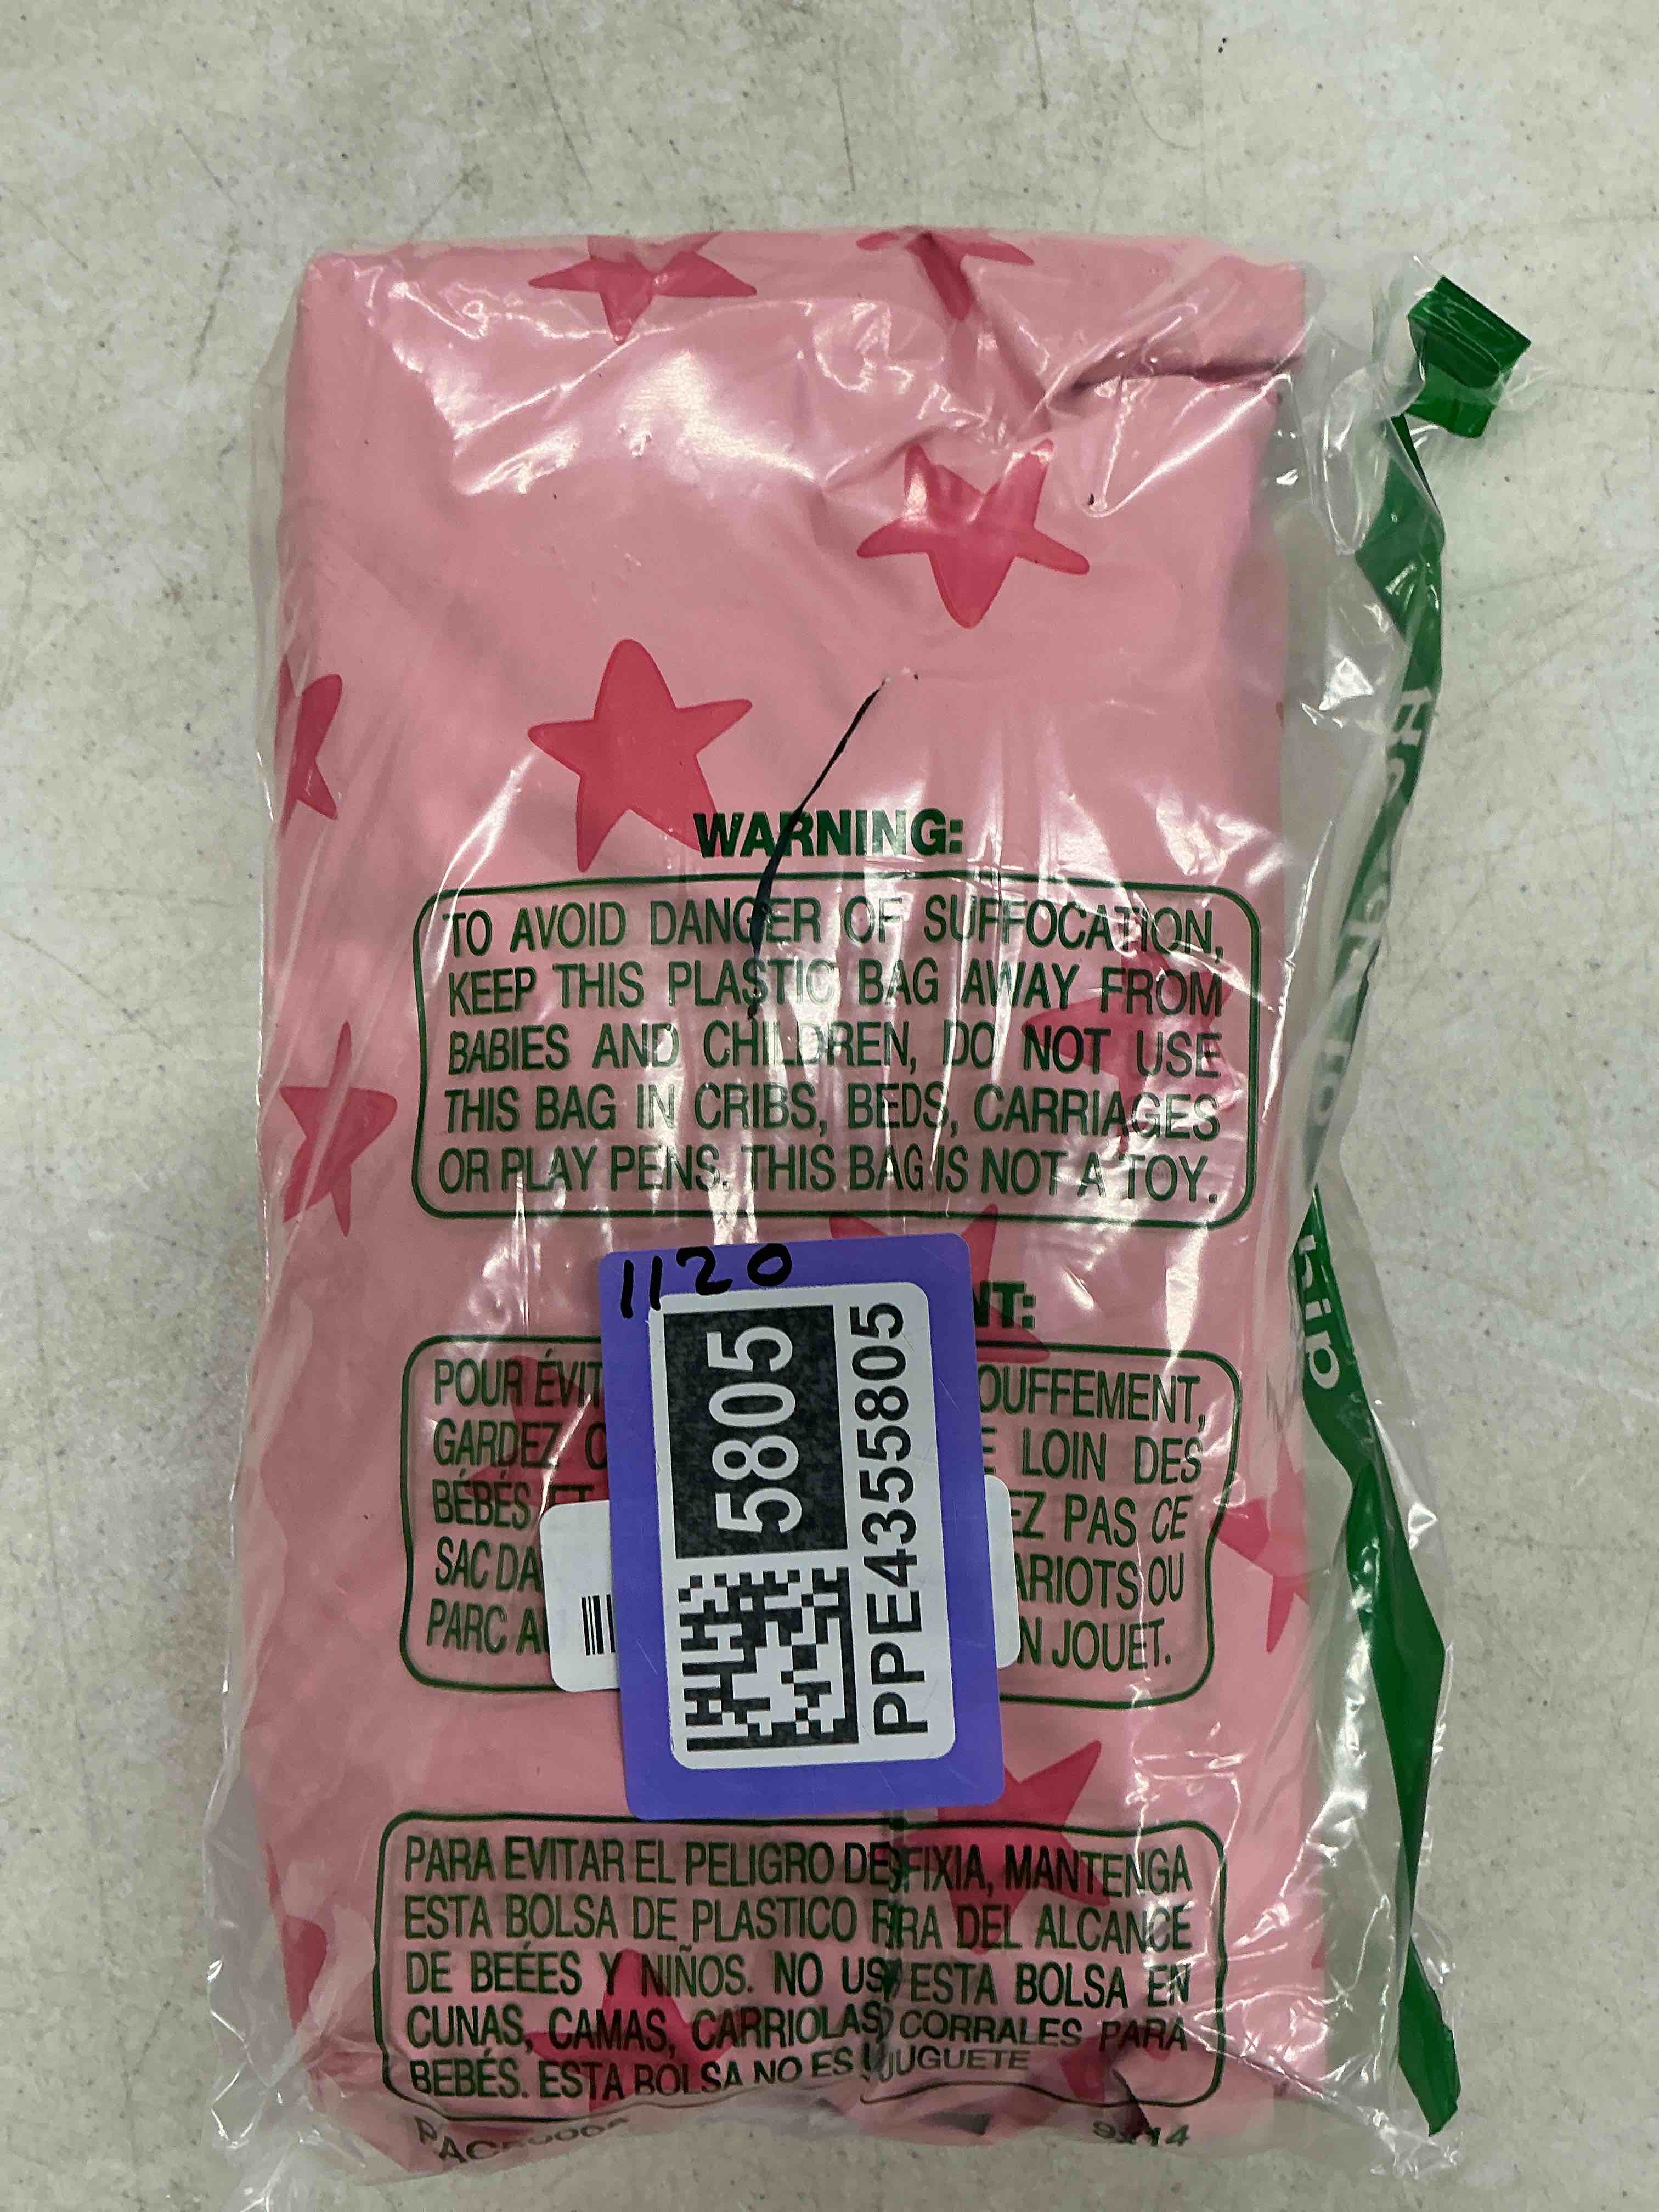 WARNING:
TO AVOID DANGER OF SUFFOCATION,
KEEP THIS PLASTIC BAG AWAY FROM
BABIES AND CHILDREN, DO NOT USE
THIS BAG IN CRIBS, BEDS, CARRIAGES
OR PLAY PENS. THIS BAG IS NOT A TOY.
1120
5805
PPE4355805
NT:
POUR ÉVIT OUFFEMENT,
GARDEZ C E LOIN DES
BÉBÉS ET EZ PAS CE
SAC DA ARIOTS OU
PARC A N JOUET.
PARA EVITAR EL PELIGRO DE FIXIA, MANTENGA
ESTA BOLSA DE PLASTICO F RA DEL ALCANCE
DE BEÉES Y NIÑOS. NO US ESTA BOLSA EN
CUNAS, CAMAS, CARRIOLAS, CORRALES PARA
BEBÉS. ESTA BOLSA NO ES JUGUETE
9x14